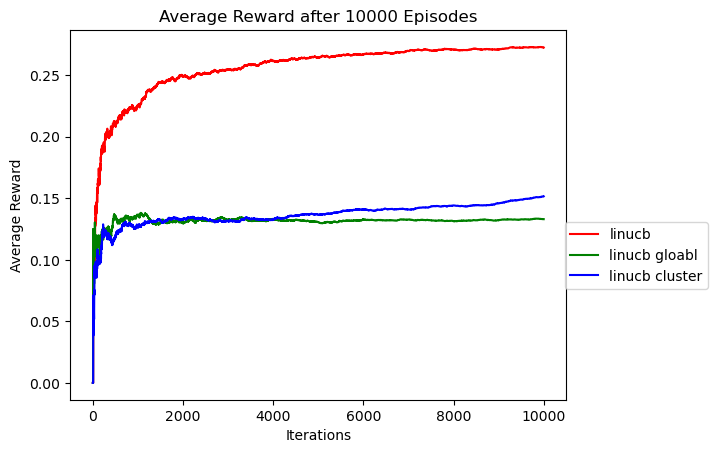 Average Reward after 10000 Episodes
Average Reward
0.25
0.20
0.15
0.10
0.05
0.00
0
2000
4000
6000
8000
10000
Iterations
linucb
linucb gloabl
linucb cluster